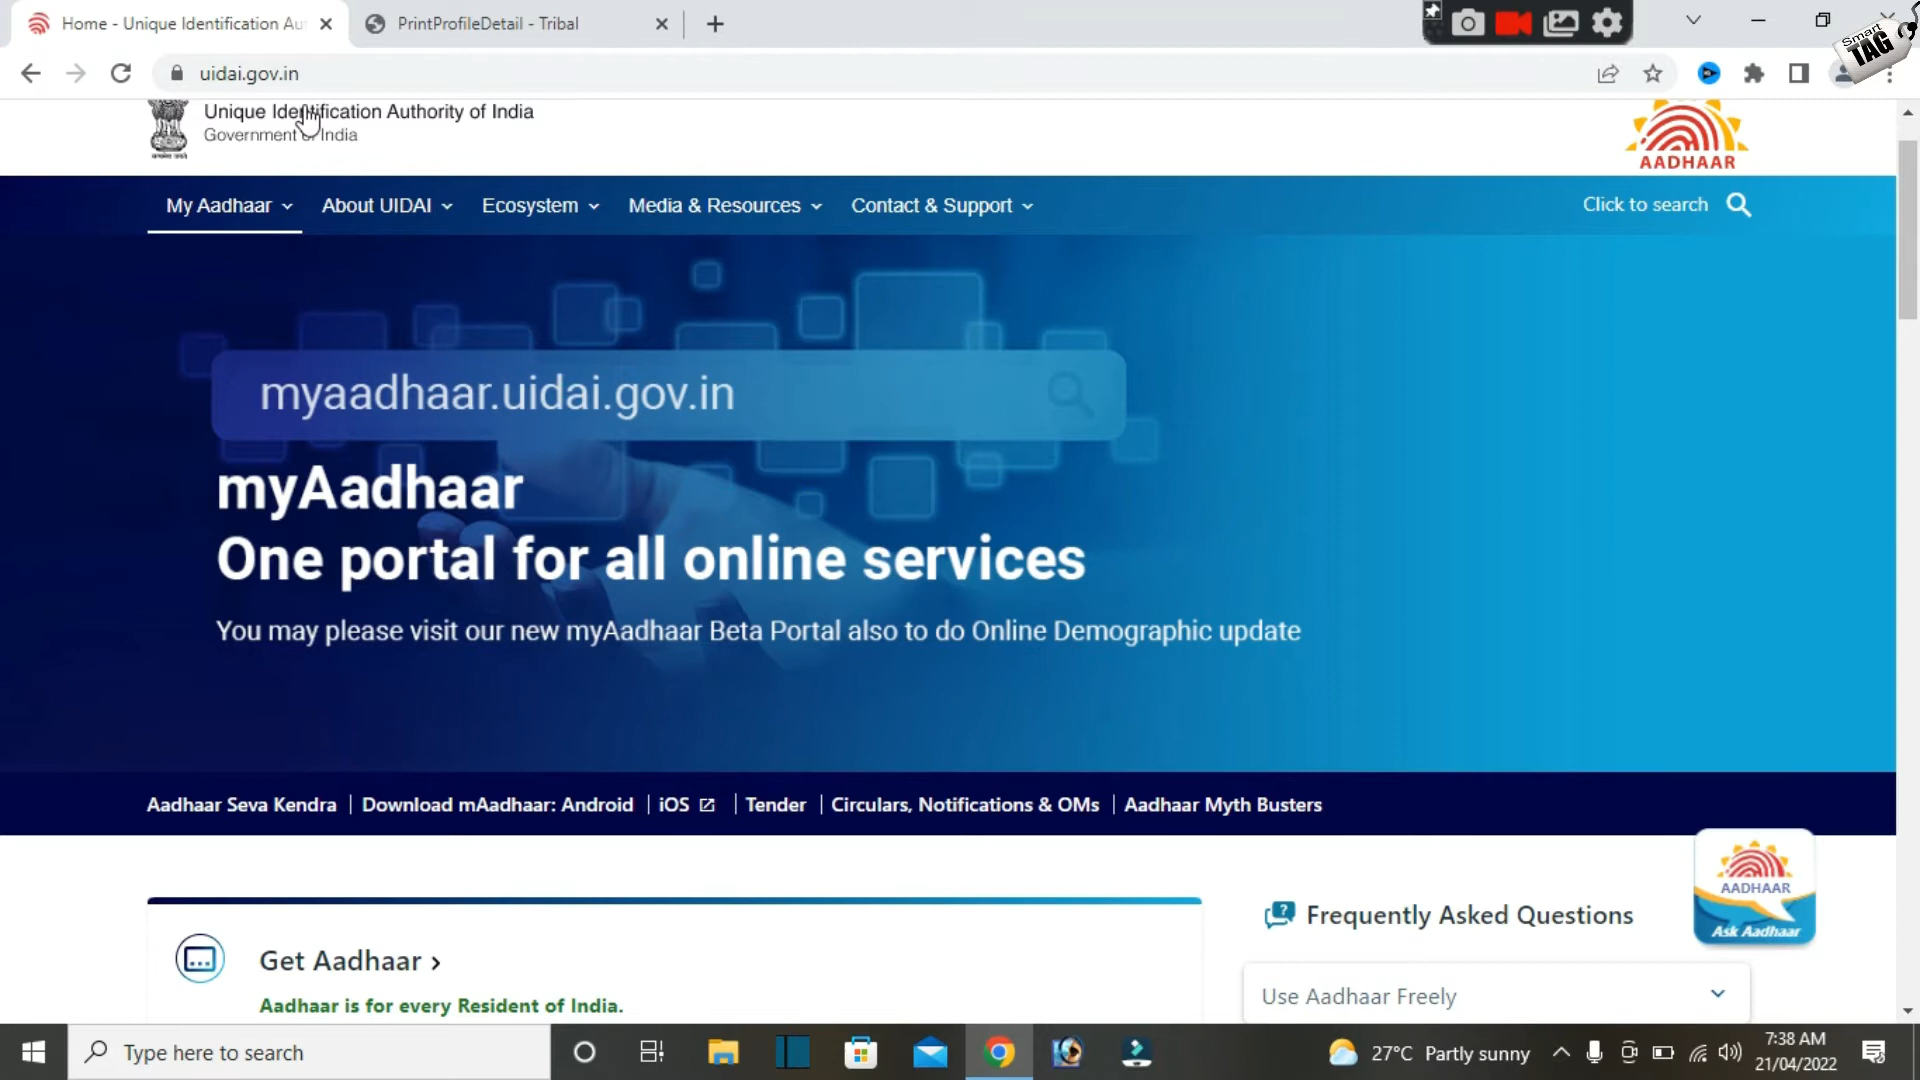 Home - Unique Identification Au
PrintProfileDetail - Tribal
Smart
TAG
uidai.gov.in
Unique Identification Authority of India
Government of India
AADHAAR
My Aadhaar
About UIDAI
Ecosystem
Media & Resources
Contact & Support
Click to search
myaadhaar.uidai.gov.in
myAadhaar
One portal for all online services
You may please visit our new myAadhaar Beta Portal also to do Online Demographic update
Aadhaar Seva Kendra | Download mAadhaar: Android | iOS | Tender | Circulars, Notifications & OMs | Aadhaar Myth Busters
AADHAAR
Ask Aadhaar
Frequently Asked Questions
Get Aadhaar
Use Aadhaar Freely
Aadhaar is for every Resident of India.
Type here to search
27°C Partly sunny
7:38 AM
21/04/2022